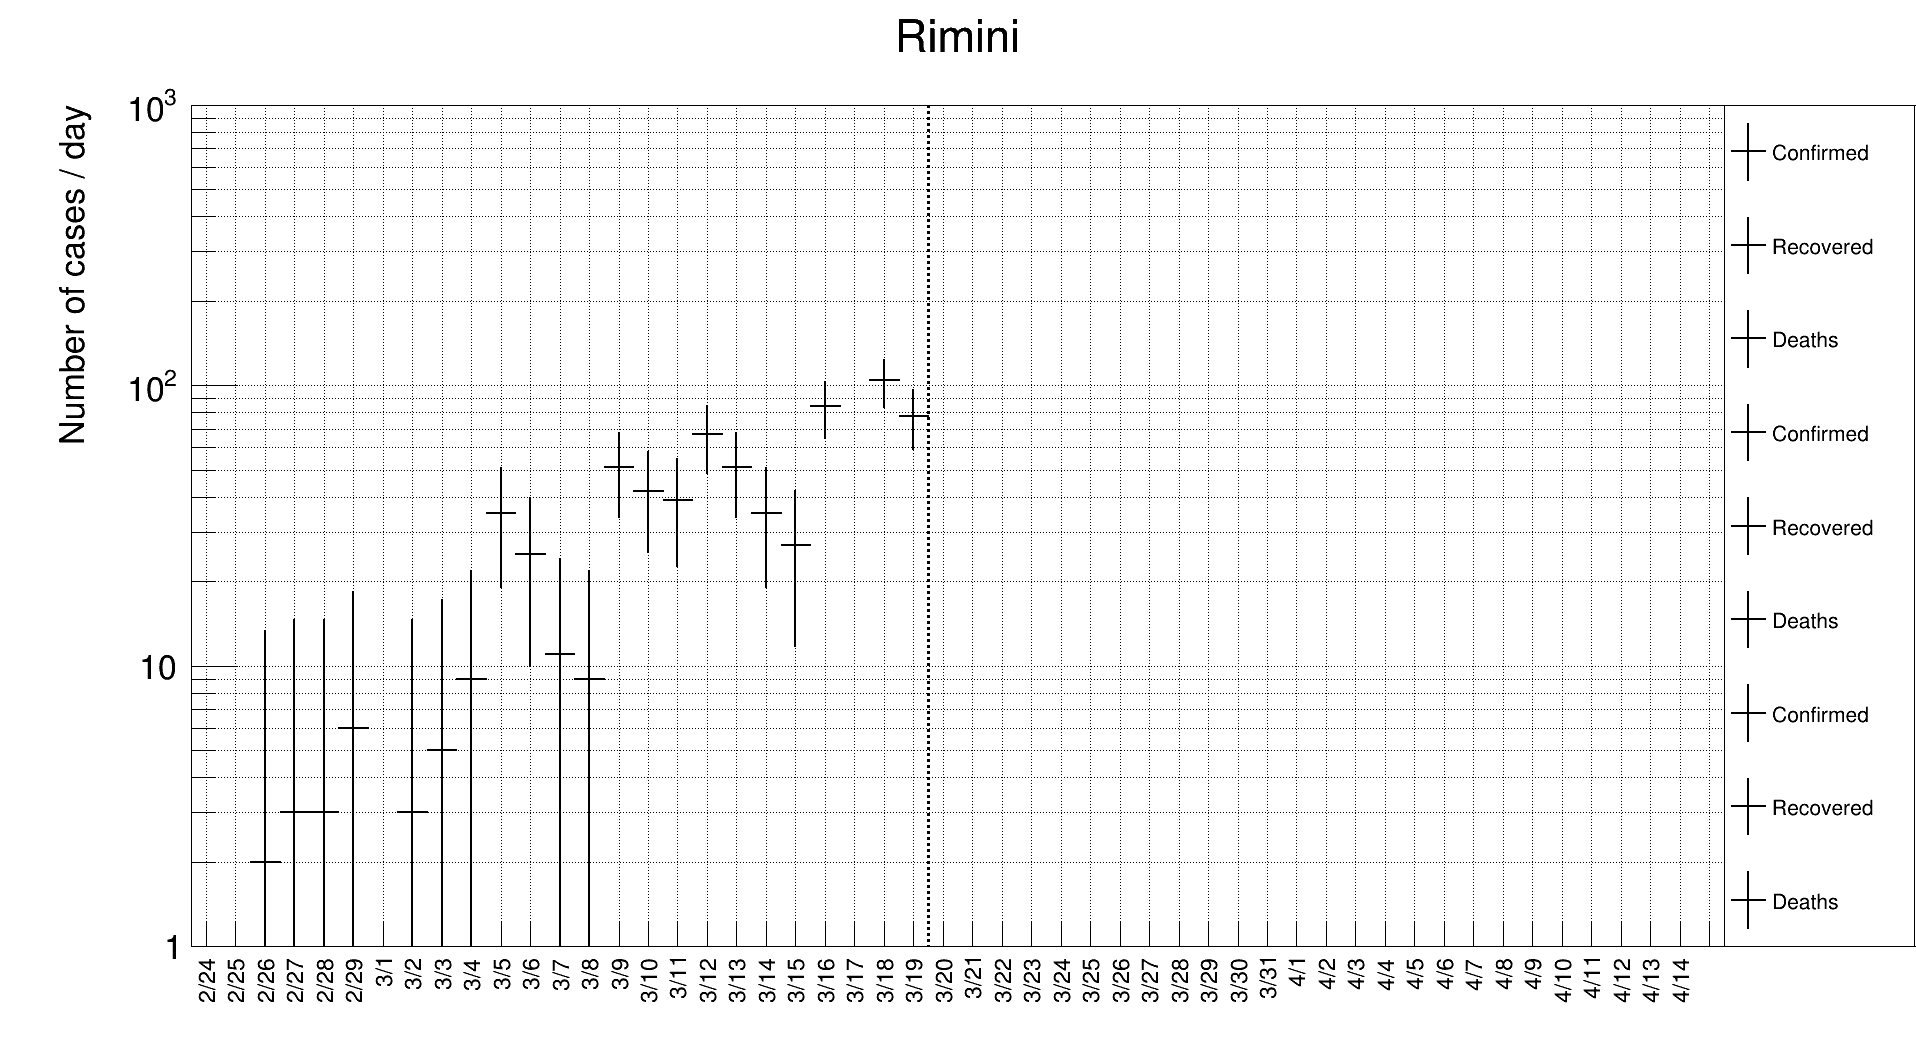 Rimini
Number of cases / day
10³
10²
10
1
2/24 2/25 2/26 2/27 2/28 2/29 3/1 3/2 3/3 3/4 3/5 3/6 3/7 3/8 3/9 3/10 3/11 3/12 3/13 3/14 3/15 3/16 3/17 3/18 3/19 3/20 3/21 3/22 3/23 3/24 3/25 3/26 3/27 3/28 3/29 3/30 3/31 4/1 4/2 4/3 4/4 4/5 4/6 4/7 4/8 4/9 4/10 4/11 4/12 4/13 4/14
Confirmed
Recovered
Deaths
Confirmed
Recovered
Deaths
Confirmed
Recovered
Deaths